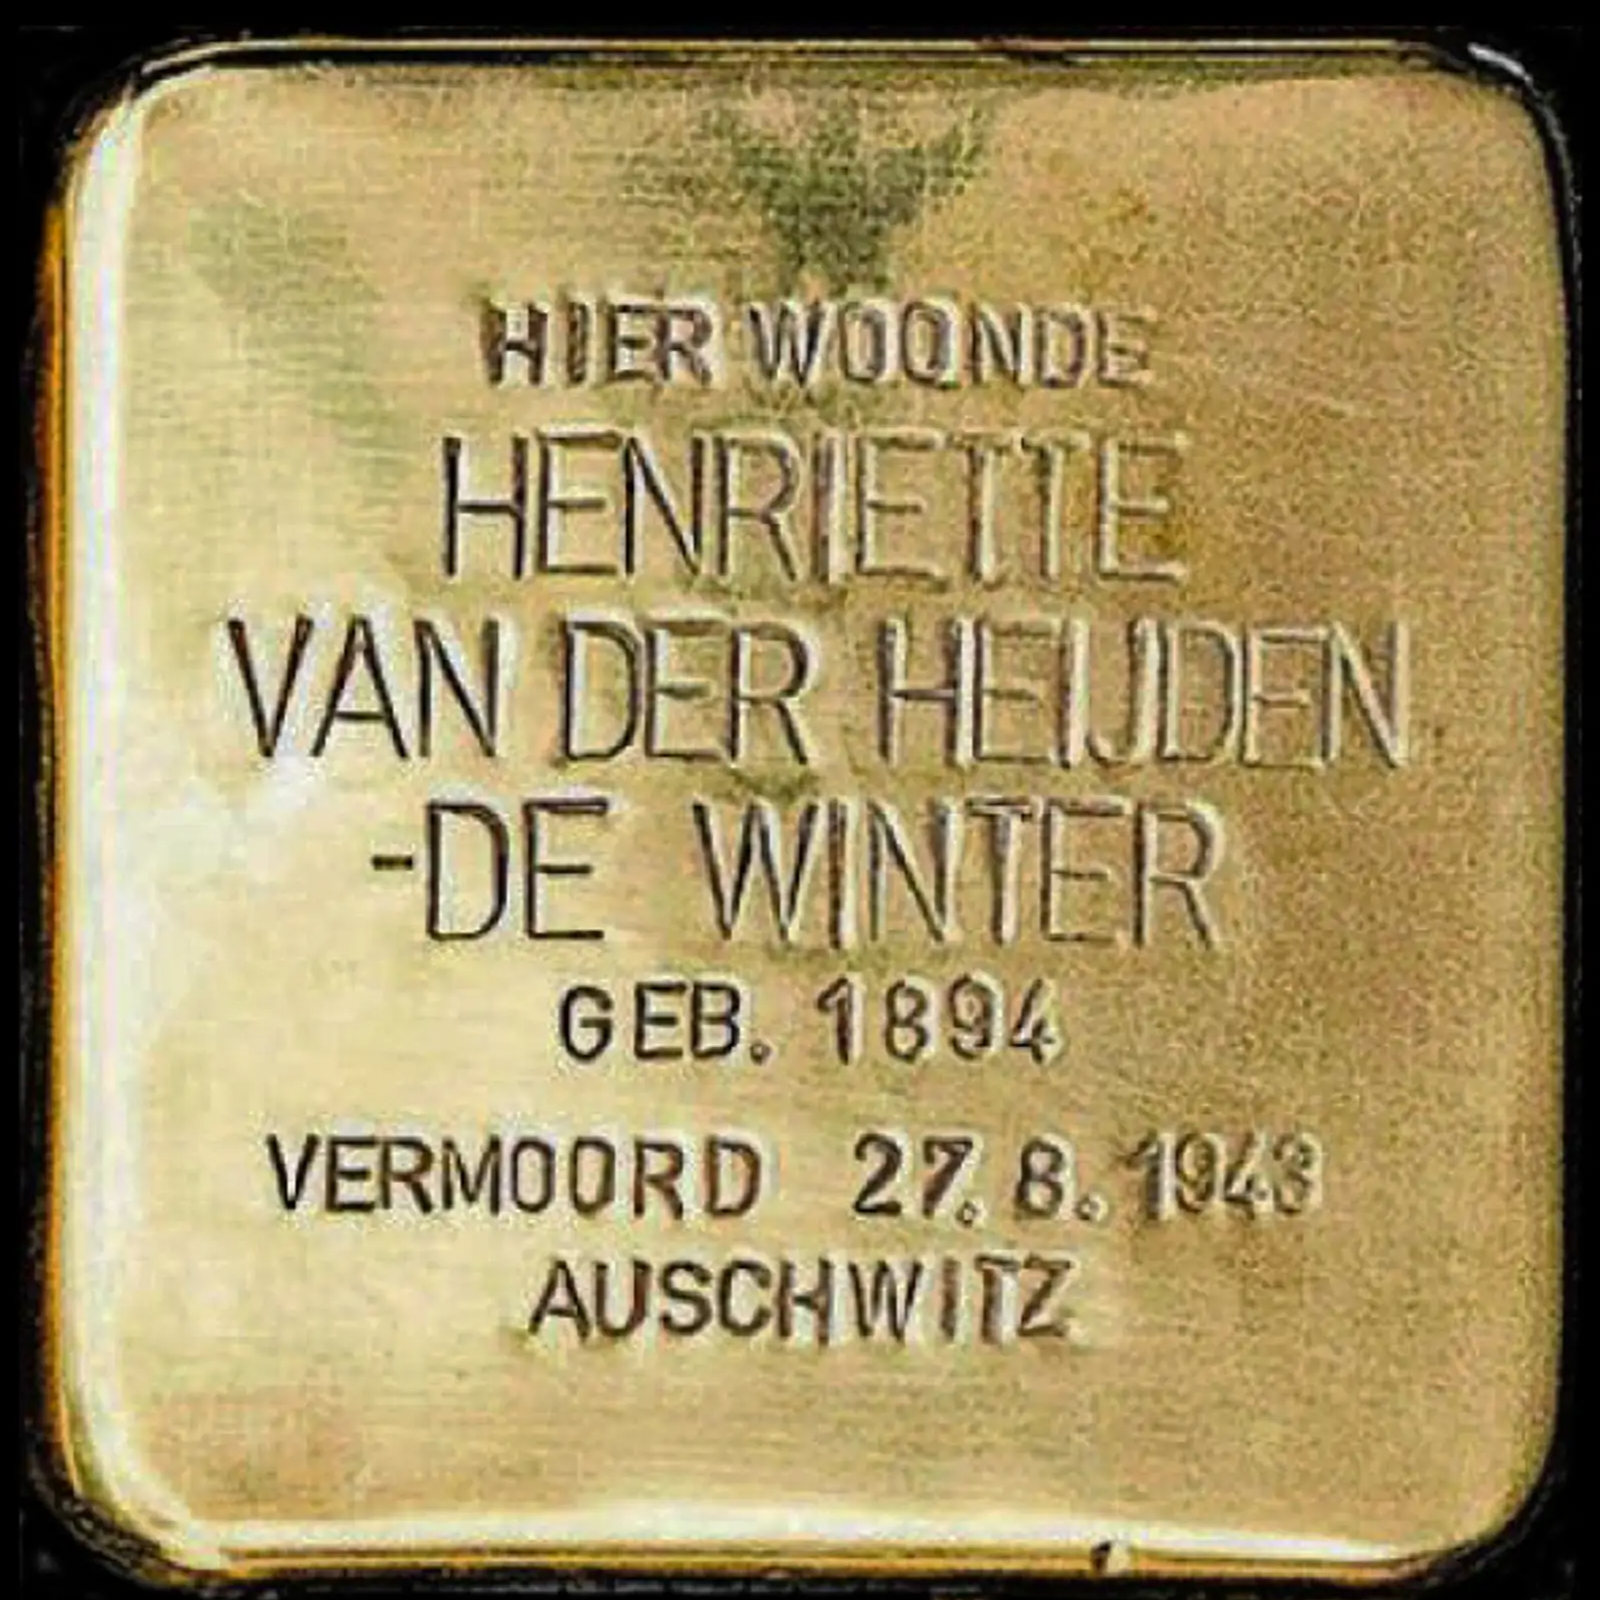 HIER WOONDE
HENRIETTE
VAN DER HEIJDEN
-DE WINTER
GEB. 1894
VERMOORD 27.8.1943
AUSCHWITZ